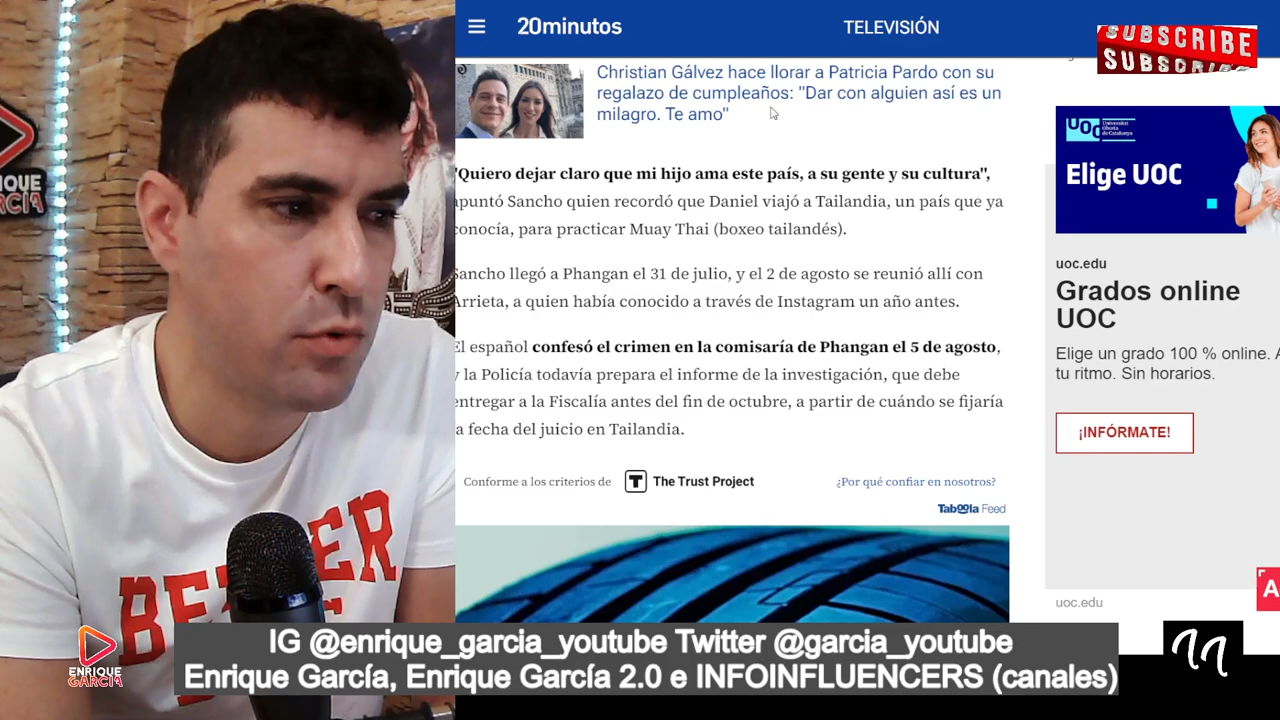 20minutos
TELEVISIÓN
SUBSCRIBE
SUBSCRIBE
Christian Gálvez hace llorar a Patricia Pardo con su
regalazo de cumpleaños: "Dar con alguien así es un
milagro. Te amo"
"Quiero dejar claro que mi hijo ama este país, a su gente y su cultura",
apuntó Sancho quien recordó que Daniel viajó a Tailandia, un país que ya
conocía, para practicar Muay Thai (boxeo tailandés).
Sancho llegó a Phangan el 31 de julio, y el 2 de agosto se reunió allí con
Arrieta, a quien había conocido a través de Instagram un año antes.
El español confesó el crimen en la comisaría de Phangan el 5 de agosto,
y la Policía todavía prepara el informe de la investigación, que debe
entregar a la Fiscalía antes del fin de octubre, a partir de cuándo se fijaría
la fecha del juicio en Tailandia.
Conforme a los criterios de
T The Trust Project
¿Por qué confiar en nosotros?
Taboola Feed
UOC
Universitat
Oberta
de Catalunya
Elige UOC
uoc.edu
Grados online
UOC
Elige un grado 100 % online. A
tu ritmo. Sin horarios.
¡INFÓRMATE!
uoc.edu
A
IQUE
RCÍA
ENRIQUE
GARCÍA
IG @enrique_garcia_youtube Twitter @garcia_youtube
Enrique García, Enrique García 2.0 e INFOINFLUENCERS (canales)